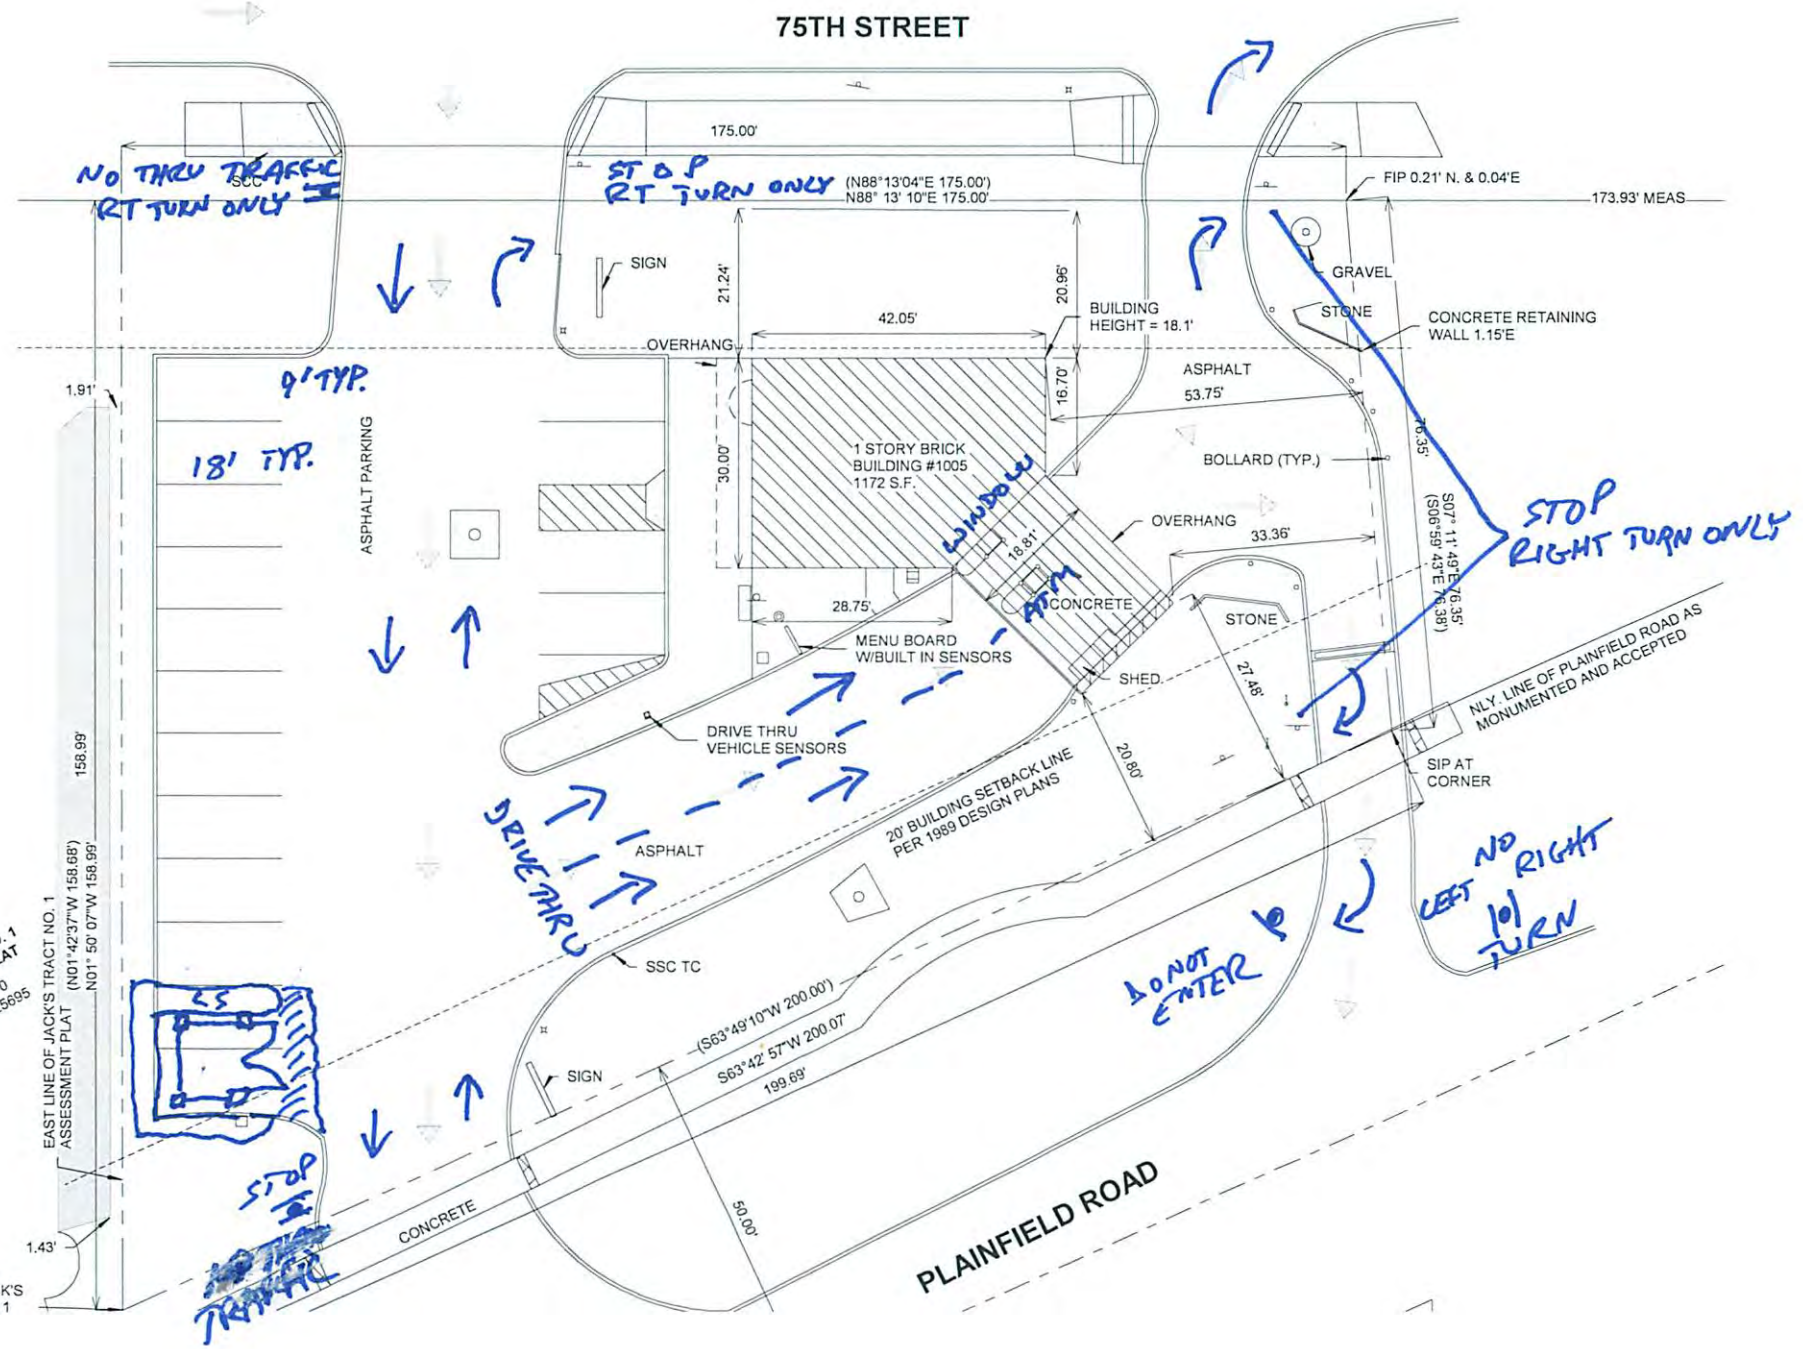 75TH STREET
175.00'
NO THRU TRAFFIC
SCC
RT TURN ONLY
STOP
RT TURN ONLY
(N88°13'04"E 175.00')
N88° 13' 10"E 175.00'
FIP 0.21' N. & 0.04'E
173.93' MEAS
SIGN
21.24'
20.96'
GRAVEL
STONE
CONCRETE RETAINING
WALL 1.15'E
BUILDING
HEIGHT = 18.1'
42.05'
OVERHANG
ASPHALT
53.75'
16.70'
1.91'
9' TYP.
18' TYP.
ASPHALT PARKING
30.00'
1 STORY BRICK
BUILDING #1005
1172 S.F.
WINDOW
BOLLARD (TYP.)
76.35'
S07° 11' 49"E 76.35'
(S06°59' 43"E 76.38')
STOP
RIGHT TURN ONLY
OVERHANG
18.81'
33.36'
ATM
CONCRETE
28.75'
MENU BOARD
W/BUILT IN SENSORS
STONE
SHED
27.48'
NLY. LINE OF PLAINFIELD ROAD AS
MONUMENTED AND ACCEPTED
DRIVE THRU
VEHICLE SENSORS
158.99'
20.80'
SIP AT
CORNER
20' BUILDING SETBACK LINE
PER 1989 DESIGN PLANS
DRIVE THRU
ASPHALT
NO
LEFT RIGHT
TURN
EAST LINE OF JACK'S TRACT NO. 1
ASSESSMENT PLAT
(N01°42'37"W 158.68')
N01° 50' 07"W 158.99'
SSC TC
DO NOT
ENTER
5695
LS
(S63°49'10"W 200.00')
S63°42' 57"W 200.07'
199.69'
SIGN
STOP
CONCRETE
50.00'
PLAINFIELD ROAD
1.43'
TRAFFIC
K'S
1